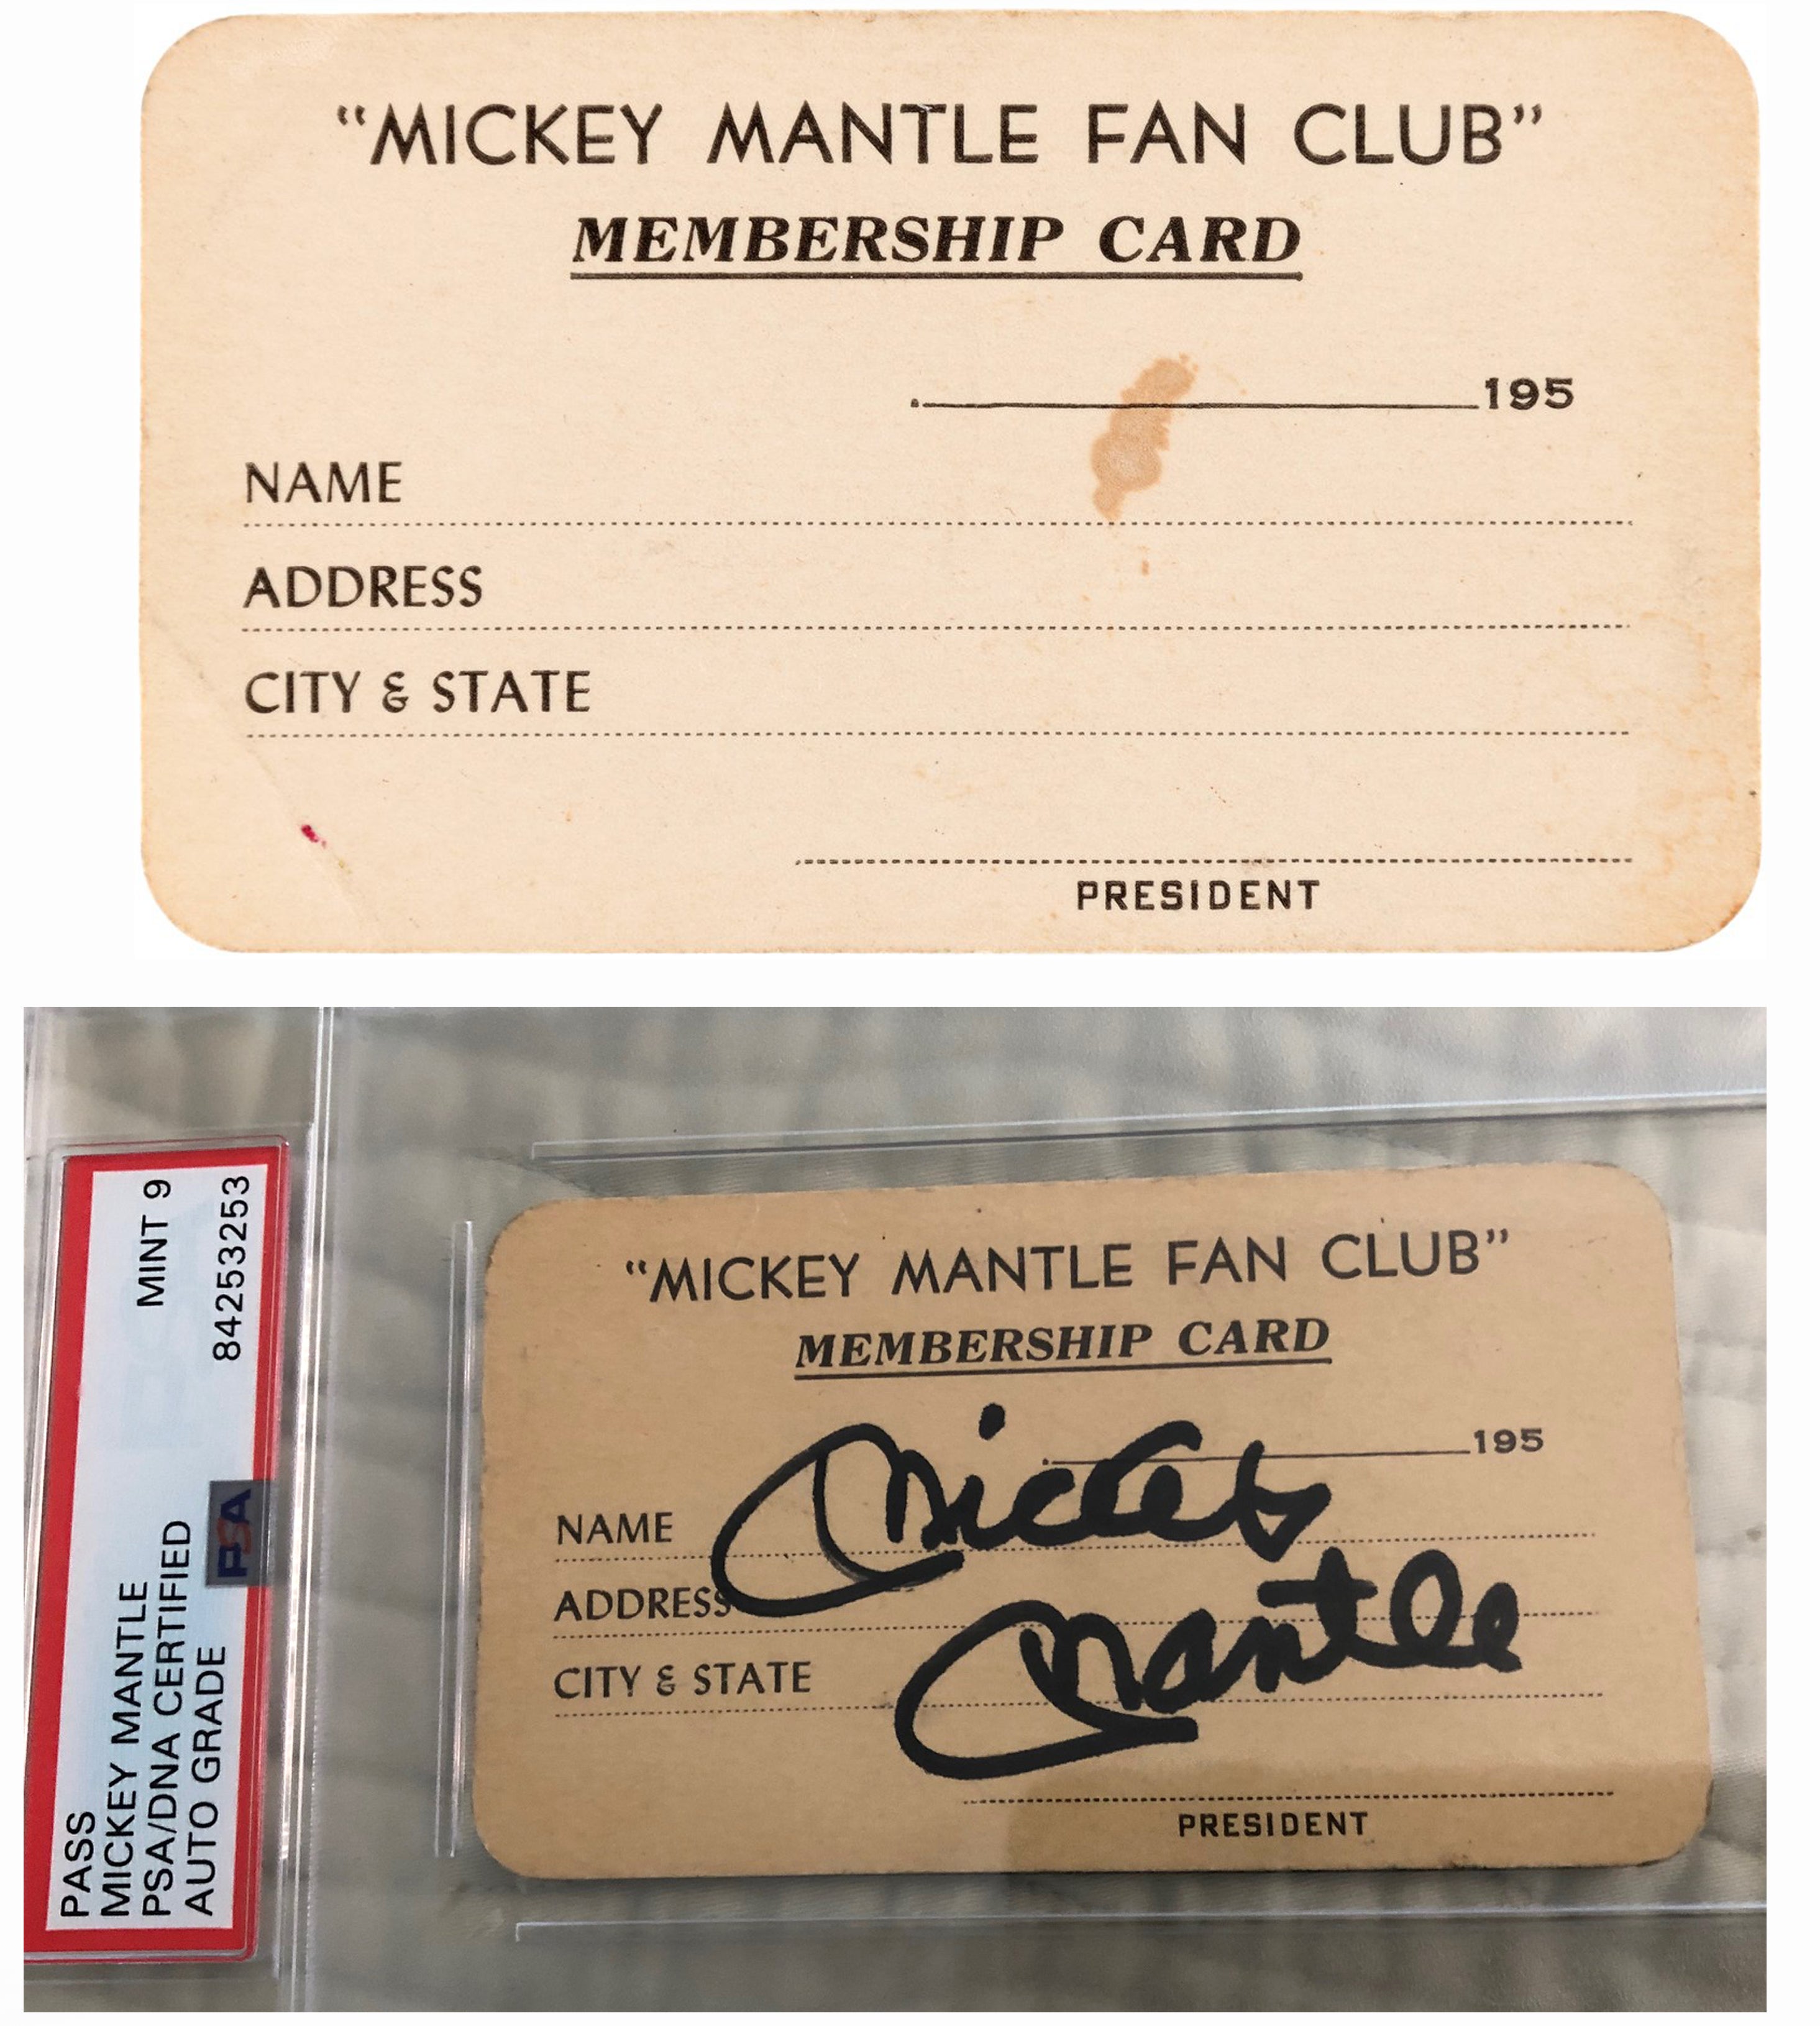 “MICKEY MANTLE FAN CLUB”
MEMBERSHIP CARD
195
NAME
ADDRESS
CITY & STATE
PRESIDENT
PASS
MICKEY MANTLE MINT 9
PSA/DNA CERTIFIED
AUTO GRADE 84253253
PSA
“MICKEY MANTLE FAN CLUB”
MEMBERSHIP CARD
195
Mickey
NAME
ADDRESS
Mantle
CITY & STATE
PRESIDENT